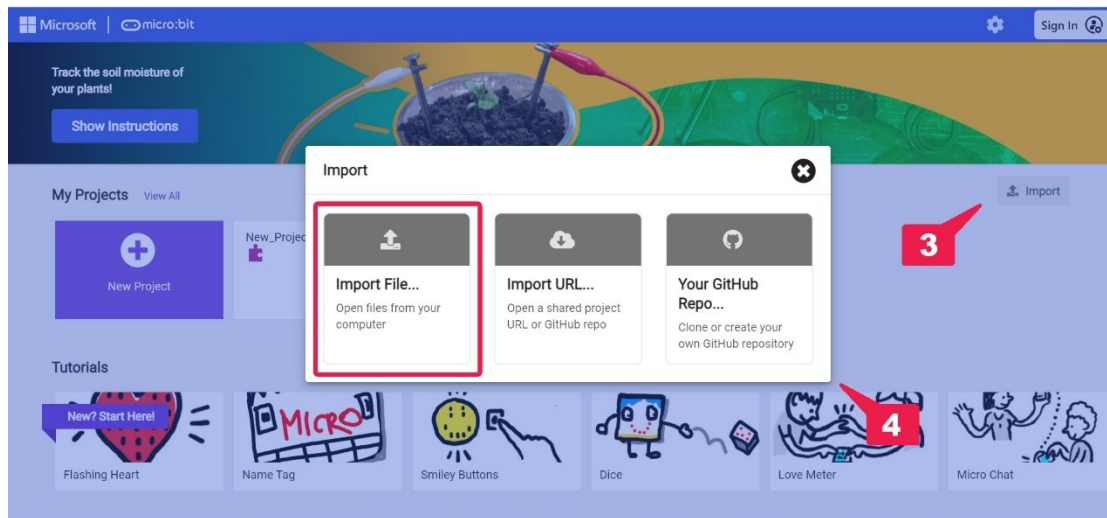 Microsoft
micro:bit
Sign In
Track the soil moisture of
your plants!
Show Instructions
My Projects View All
Import
3
New Project
New_Projec
Import
Import File...
Open files from your
computer
Import URL...
Open a shared project
URL or GitHub repo
Your GitHub
Repo...
Clone or create your
own GitHub repository
4
Tutorials
New? Start Here!
MICRO
Flashing Heart
Name Tag
Smiley Buttons
Dice
Love Meter
Micro Chat